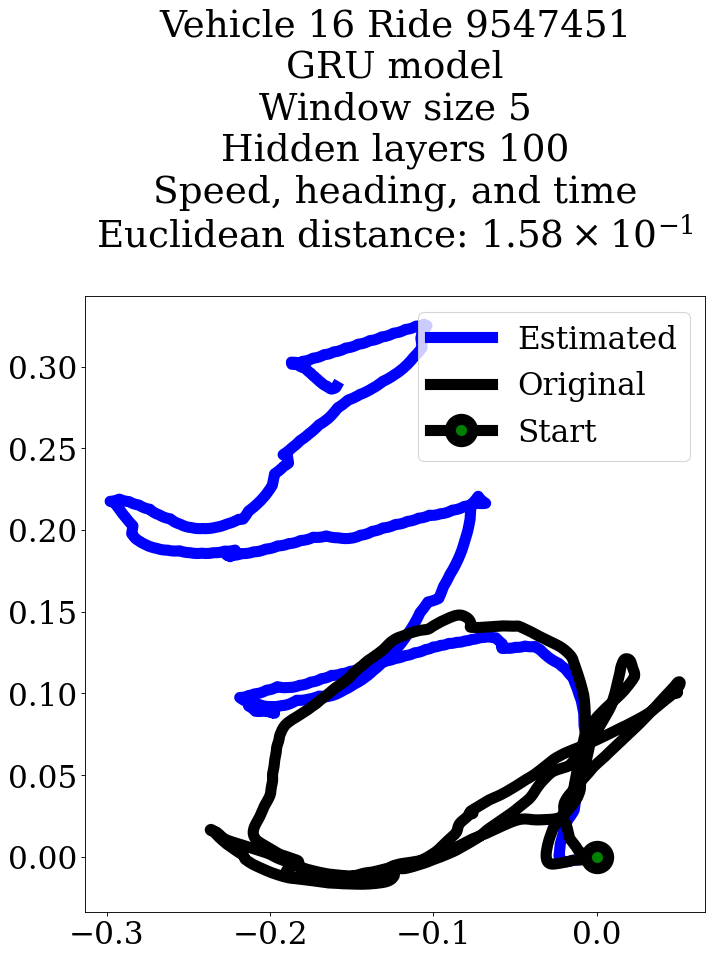 Vehicle 16 Ride 9547451
GRU model
Window size 5
Hidden layers 100
Speed, heading, and time
Euclidean distance: 1.58 × 10⁻¹
Estimated
Original
Start
0.30
0.25
0.20
0.15
0.10
0.05
0.00
−0.3
−0.2
−0.1
0.0